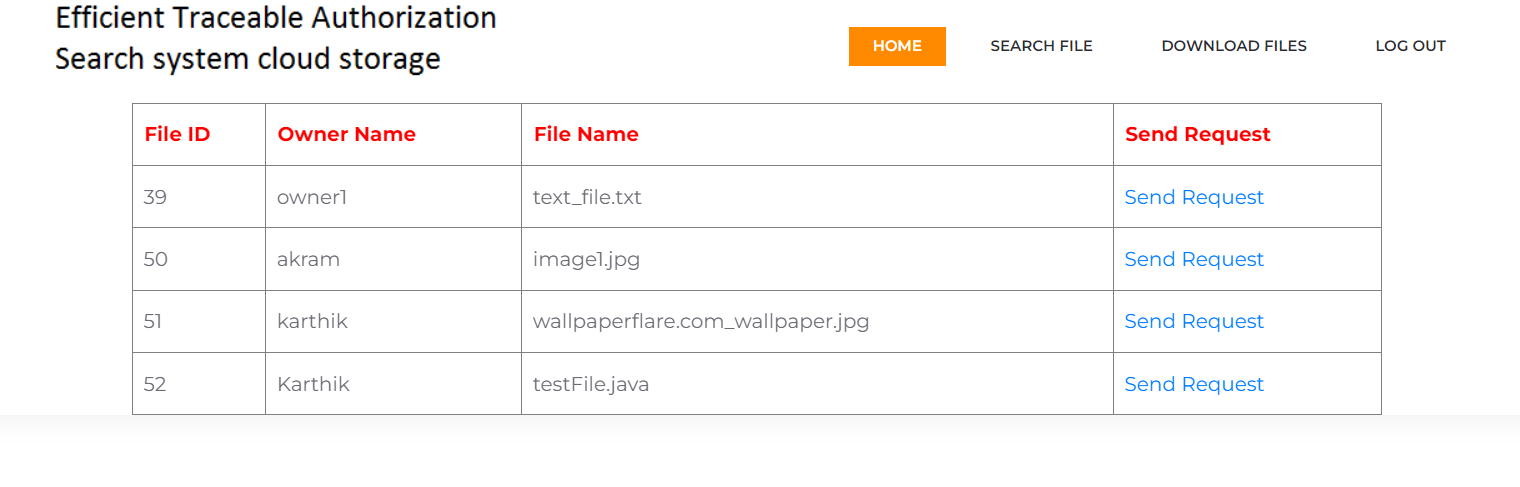 Efficient Traceable Authorization
Search system cloud storage
HOME SEARCH FILE DOWNLOAD FILES LOG OUT
File ID Owner Name File Name Send Request
39 owner1 text_file.txt Send Request
50 akram image1.jpg Send Request
51 karthik wallpaperflare.com_wallpaper.jpg Send Request
52 Karthik testFile.java Send Request